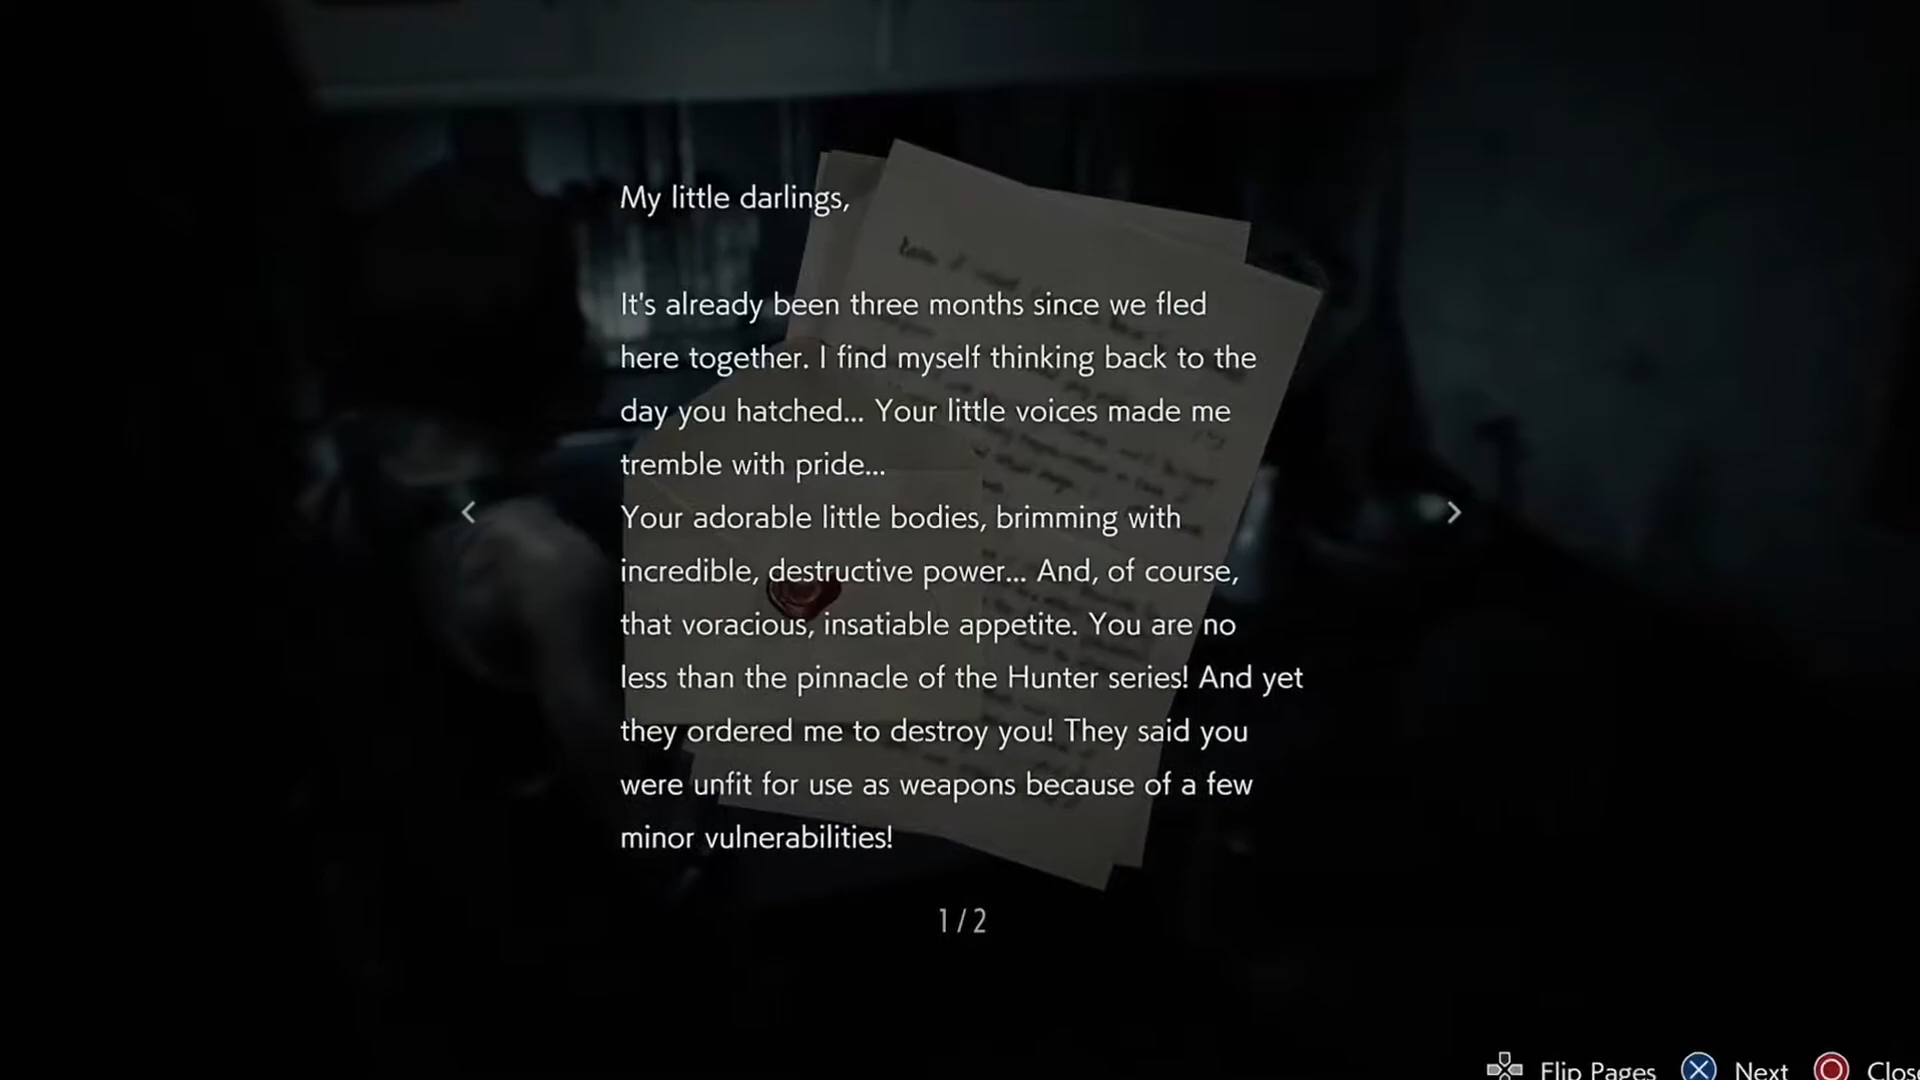 My little darlings,
It's already been three months since we fled
here together. I find myself thinking back to the
day you hatched... Your little voices made me
tremble with pride...
Your adorable little bodies, brimming with
incredible, destructive power... And, of course,
that voracious, insatiable appetite. You are no
less than the pinnacle of the Hunter series! And yet
they ordered me to destroy you! They said you
were unfit for use as weapons because of a few
minor vulnerabilities!
1 / 2
Flip Pages Next Close